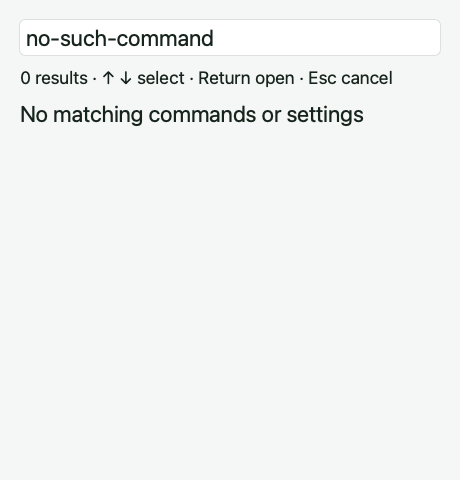 no-such-command
0 results · ↑ ↓ select · Return open · Esc cancel
No matching commands or settings